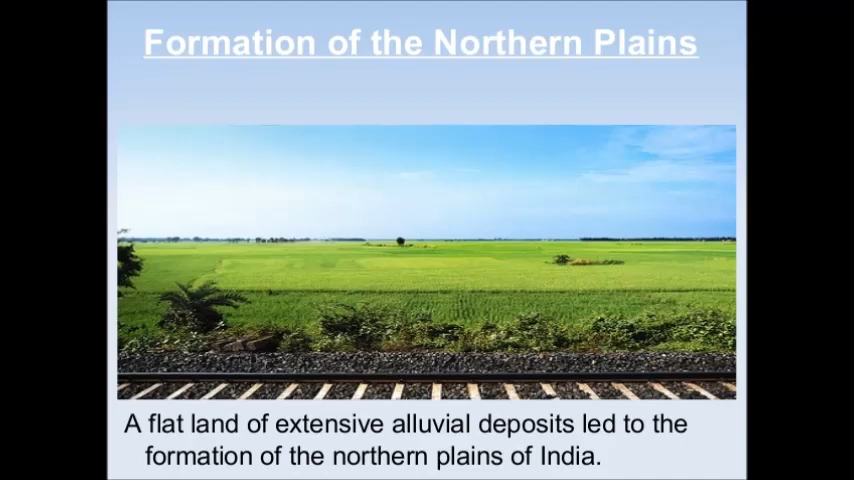 Formation of the Northern Plains
A flat land of extensive alluvial deposits led to the
formation of the northern plains of India.